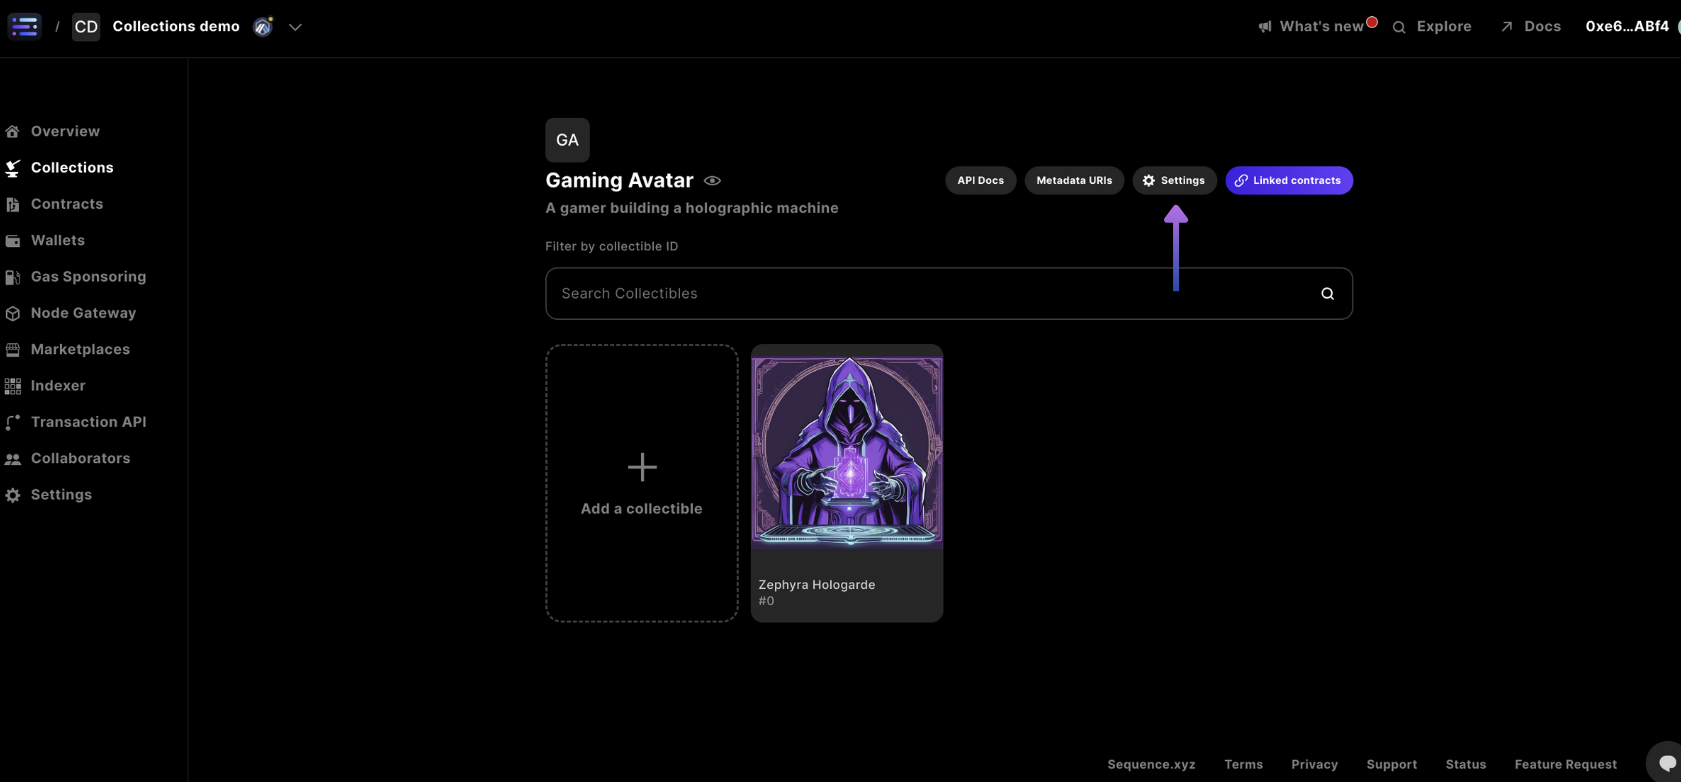 / CD Collections demo
What's new Explore Docs 0xe6...ABf4
Overview
Collections
Contracts
Wallets
Gas Sponsoring
Node Gateway
Marketplaces
Indexer
Transaction API
Collaborators
Settings
GA
Gaming Avatar
API Docs Metadata URIs Settings Linked contracts
A gamer building a holographic machine
Filter by collectible ID
Search Collectibles
Add a collectible
Zephyra Hologarde
#0
Sequence.xyz Terms Privacy Support Status Feature Request